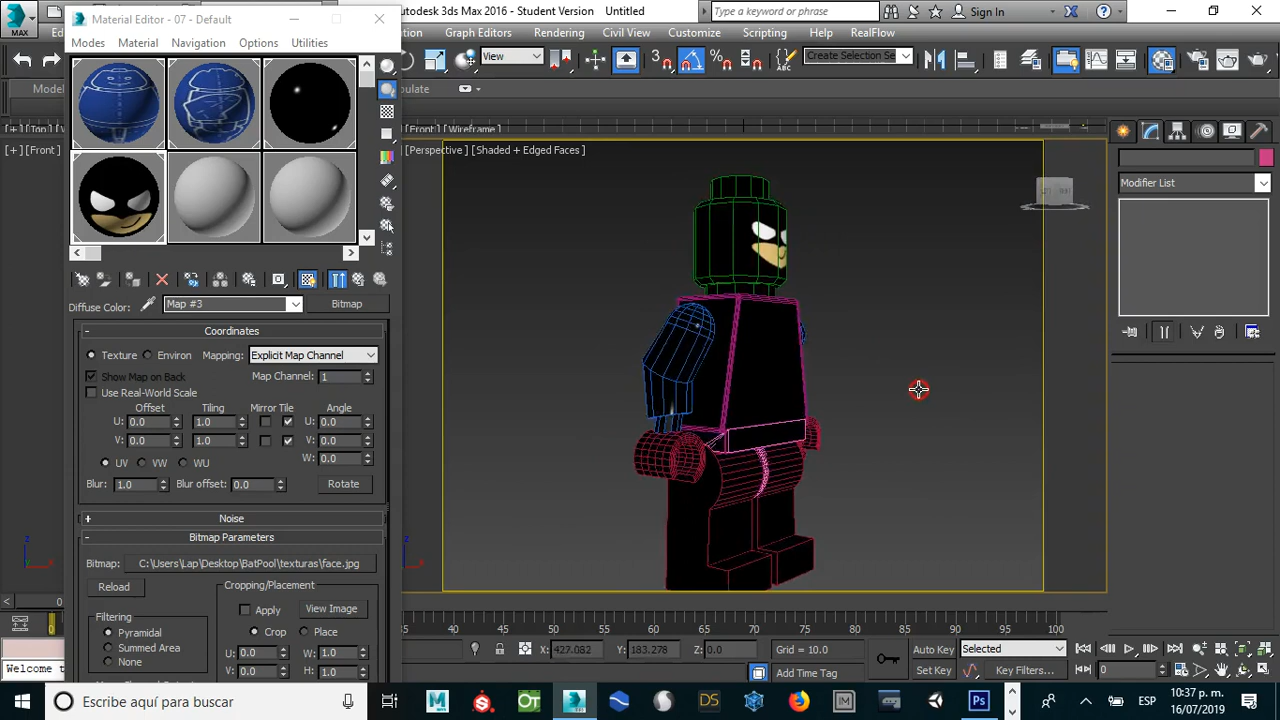 Material Editor - 07 - Default
Autodesk 3ds Max 2016 - Student Version Untitled
Type a keyword or phrase
Sign In
MAX
Modes Material Navigation Options Utilities
Graph Editors Rendering Civil View Customize Scripting Help RealFlow
View
Create Selection Se
[+] [Front] [Wireframe]
[+] [Front]
[Perspective] [Shaded + Edged Faces]
Modifier List
Diffuse Color: Map #3 Bitmap
- Coordinates
Texture Environ Mapping: Explicit Map Channel
Show Map on Back Map Channel: 1
Use Real-World Scale
Offset Tiling Mirror Tile Angle
U: 0.0 1.0 U: 0.0
V: 0.0 1.0 V: 0.0
W: 0.0
UV VW WU
Blur: 1.0 Blur offset: 0.0 Rotate
+ Noise
- Bitmap Parameters
Bitmap: C:\Users\Lap\Desktop\BatPool\texturas\face.jpg
Reload
Cropping/Placement
Apply View Image
Filtering
Pyramidal Crop Place
Summed Area
None
U: 0.0 W: 1.0
V: 0.0 H: 1.0
35 40 45 50 55 60 65 70 75 80 85 90 95 100
X: 427.082 Y: 183.278 Z: 0.0 Grid = 10.0
Auto Key Selected
Welcome t
Add Time Tag
Set Key Key Filters...
0
Escribe aquí para buscar
ESP
10:37 p. m.
16/07/2019